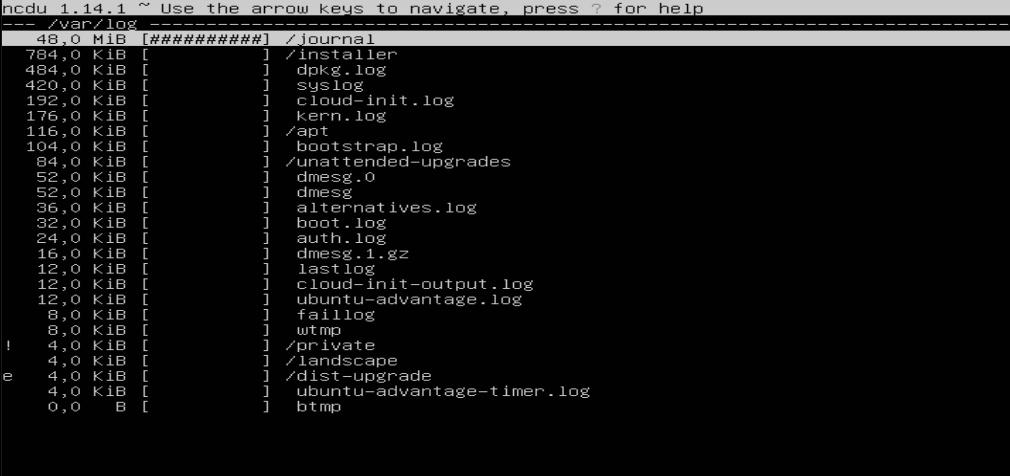 ncdu 1.14.1 ~ Use the arrow keys to navigate, press ? for help
--- /var/log -----------------------------------------------------------------------------
   48,0 MiB [##########] /journal
  784,0 KiB [          ] /installer
  484,0 KiB [          ]  dpkg.log
  420,0 KiB [          ]  syslog
  192,0 KiB [          ]  cloud-init.log
  176,0 KiB [          ]  kern.log
  116,0 KiB [          ] /apt
  104,0 KiB [          ]  bootstrap.log
   84,0 KiB [          ] /unattended-upgrades
   52,0 KiB [          ]  dmesg.0
   52,0 KiB [          ]  dmesg
   36,0 KiB [          ]  alternatives.log
   32,0 KiB [          ]  boot.log
   24,0 KiB [          ]  auth.log
   16,0 KiB [          ]  dmesg.1.gz
   12,0 KiB [          ]  lastlog
   12,0 KiB [          ]  cloud-init-output.log
   12,0 KiB [          ]  ubuntu-advantage.log
    8,0 KiB [          ]  faillog
    8,0 KiB [          ]  wtmp
!   4,0 KiB [          ] /private
    4,0 KiB [          ] /landscape
e   4,0 KiB [          ] /dist-upgrade
    4,0 KiB [          ]  ubuntu-advantage-timer.log
    0,0   B [          ]  btmp